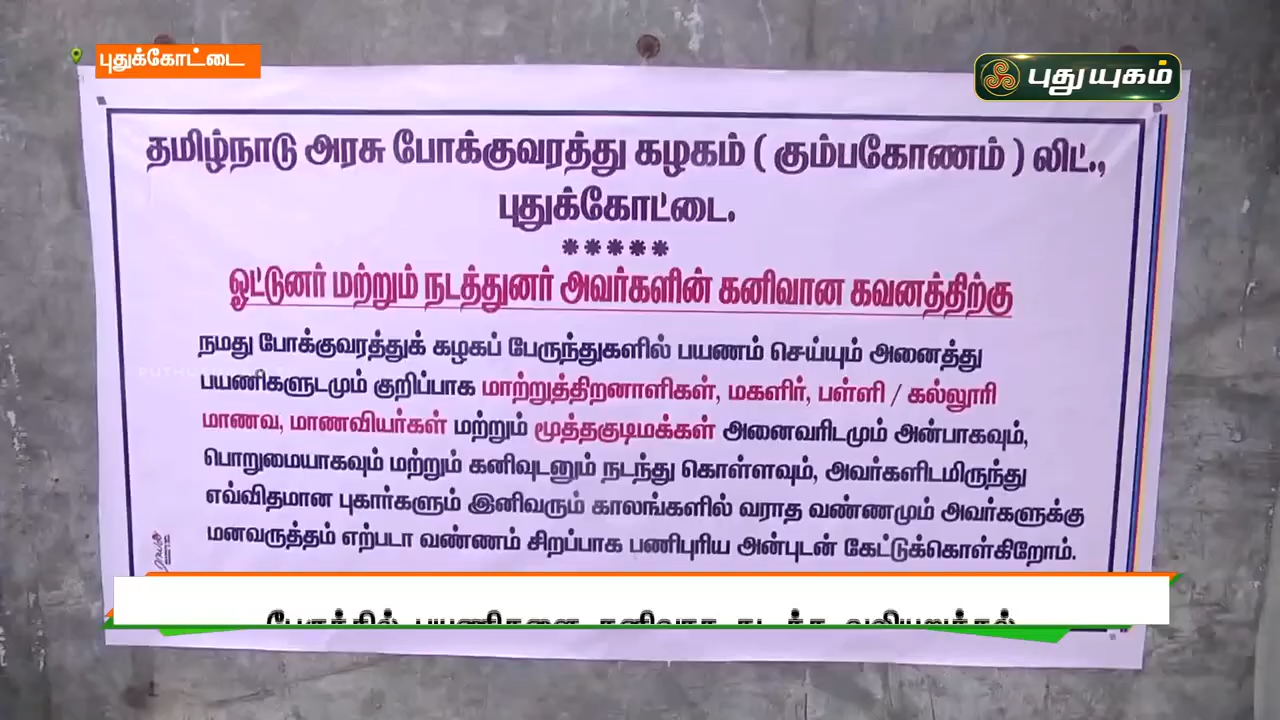 புதுக்கோட்டை
புதுயுகம்
தமிழ்நாடு அரசு போக்குவரத்து கழகம் ( கும்பகோணம் ) லிட்.,
புதுக்கோட்டை.
*****
ஓட்டுனர் மற்றும் நடத்துனர் அவர்களின் கனிவான கவனத்திற்கு
நமது போக்குவரத்துக் கழகப் பேருந்துகளில் பயணம் செய்யும் அனைத்து
பயணிகளுடமும் குறிப்பாக மாற்றுத்திறனாளிகள், மகளிர், பள்ளி / கல்லூரி
மாணவ, மாணவியர்கள் மற்றும் மூத்தகுடிமக்கள் அனைவரிடமும் அன்பாகவும்,
பொறுமையாகவும் மற்றும் கனிவுடனும் நடந்து கொள்ளவும், அவர்களிடமிருந்து
எவ்விதமான புகார்களும் இனிவரும் காலங்களில் வராத வண்ணமும் அவர்களுக்கு
மனவருத்தம் எற்படா வண்ணம் சிறப்பாக பணிபுரிய அன்புடன் கேட்டுக்கொள்கிறோம்.